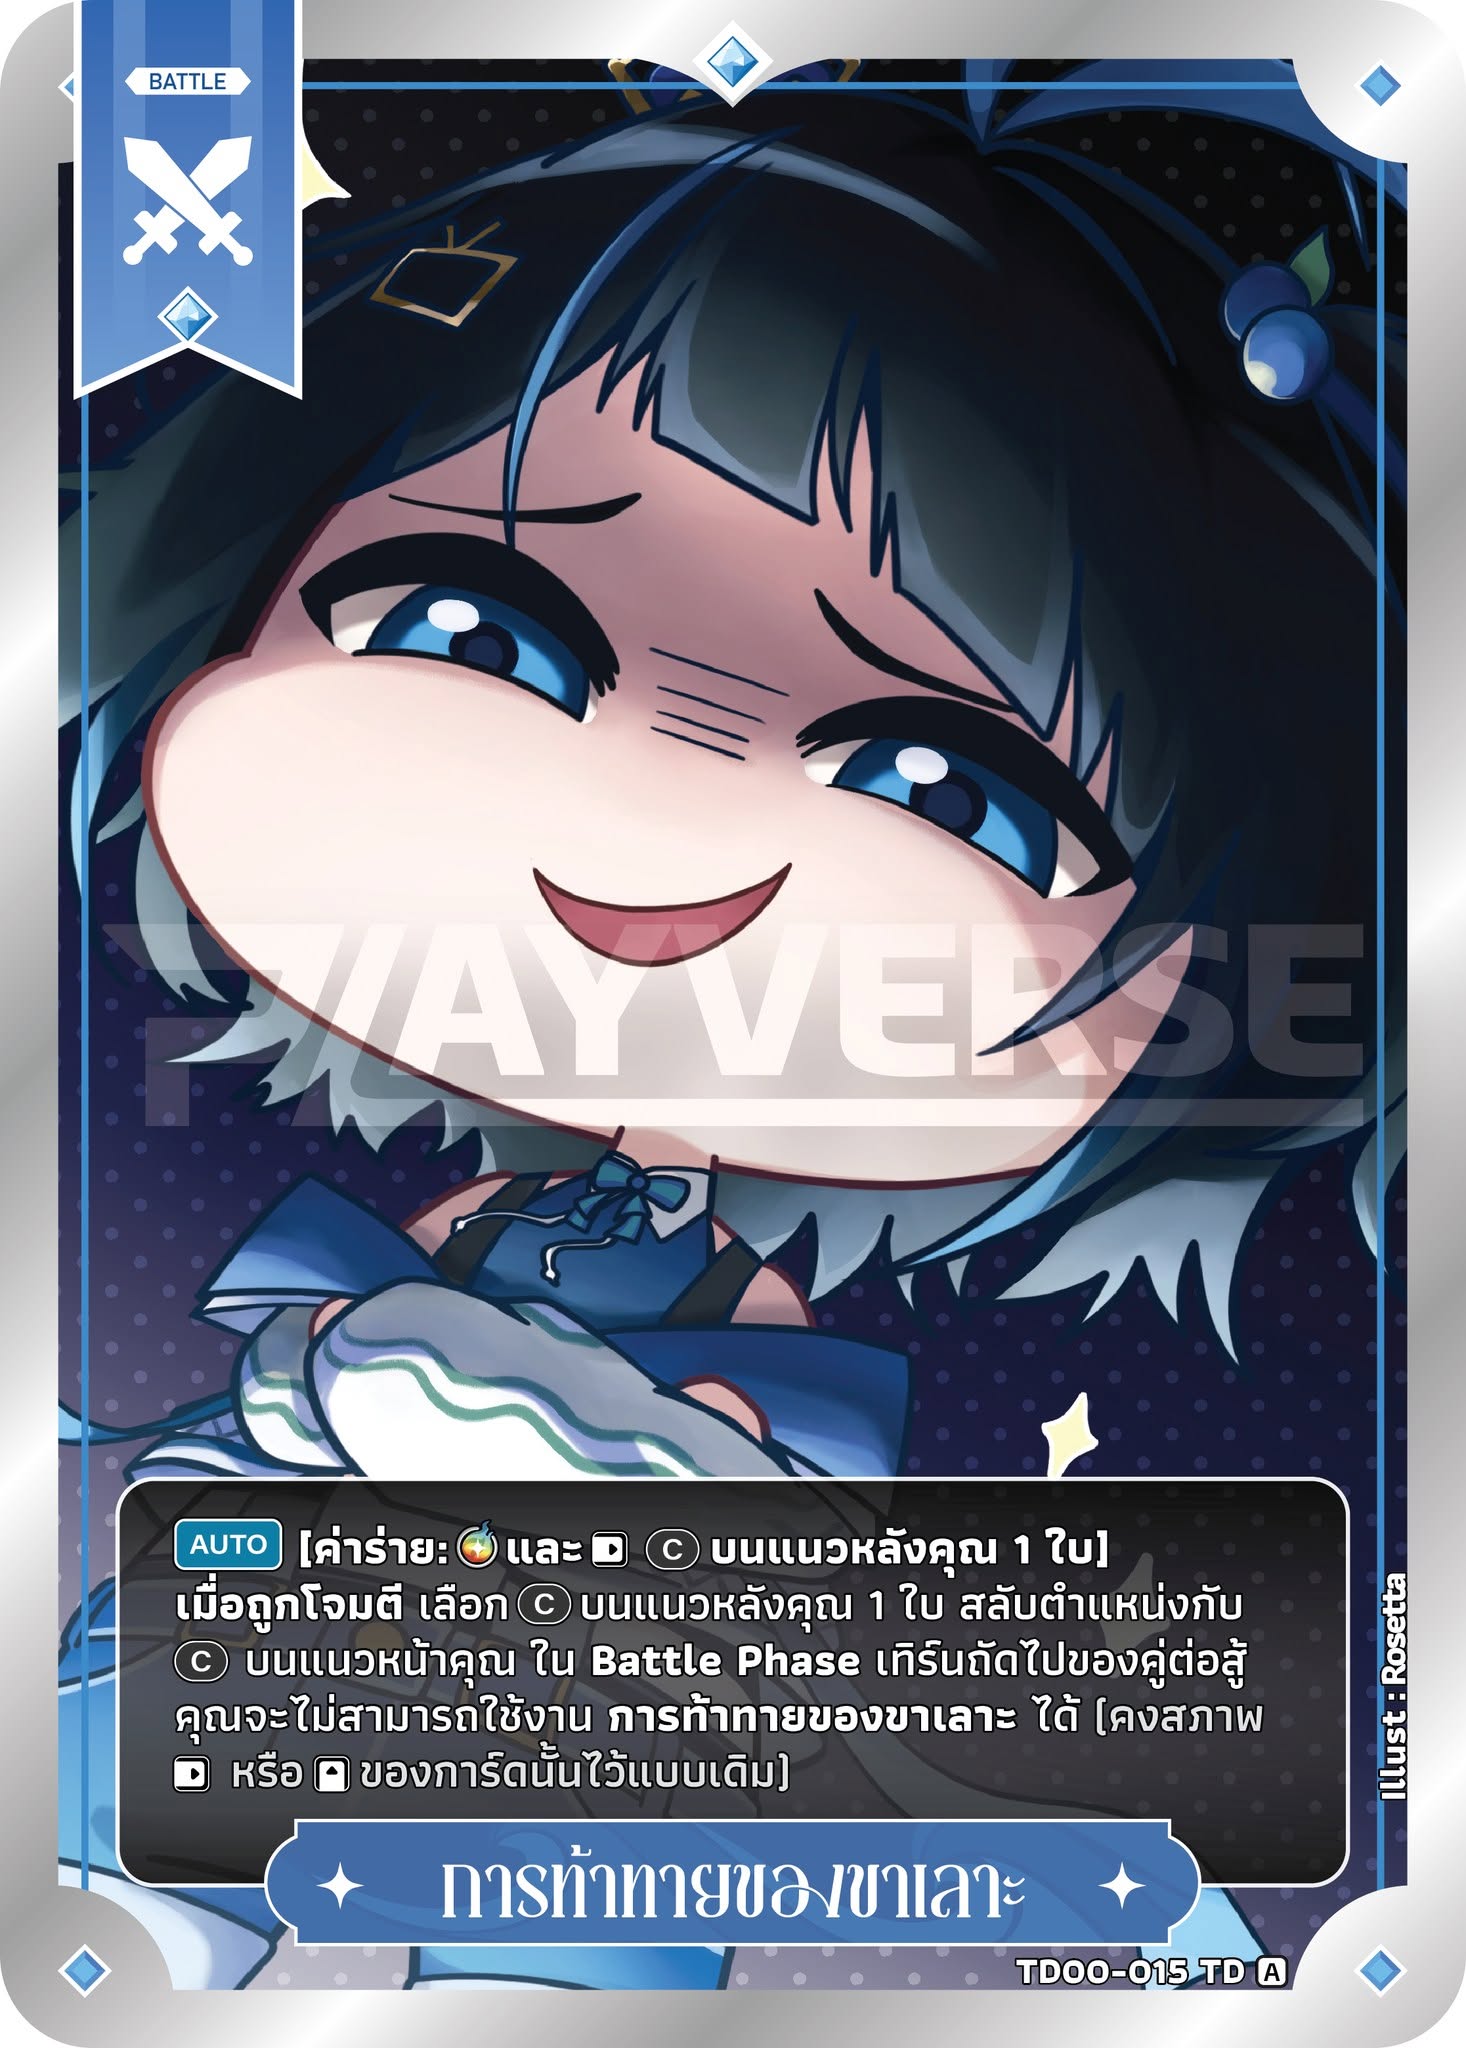 BATTLE
PLAYVERSE
AUTO [ค่าร่าย: และ C บนแนวหลังคุณ 1 ใบ]
เมื่อถูกโจมตี เลือก C บนแนวหลังคุณ 1 ใบ สลับตำแหน่งกับ
C บนแนวหน้าคุณ ใน Battle Phase เทิร์นถัดไปของคู่ต่อสู้
คุณจะไม่สามารถใช้งาน การท้าทายของขาเลาะ ได้ (คงสภาพ
หรือ ของการ์ดนั้นไว้แบบเดิม)
Illust : Rosetta
การท้าทายของขาเลาะ
TD00-015 TD A